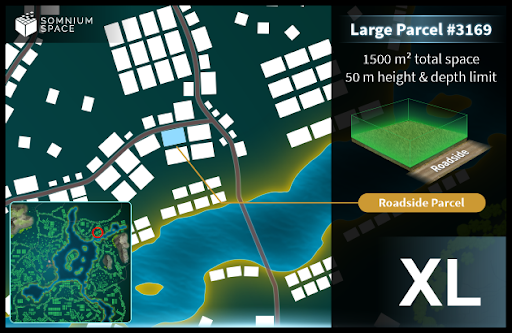 SOMNIUM
SPACE
Large Parcel #3169
1500 m² total space
50 m height & depth limit
Roadside
Roadside Parcel
XL